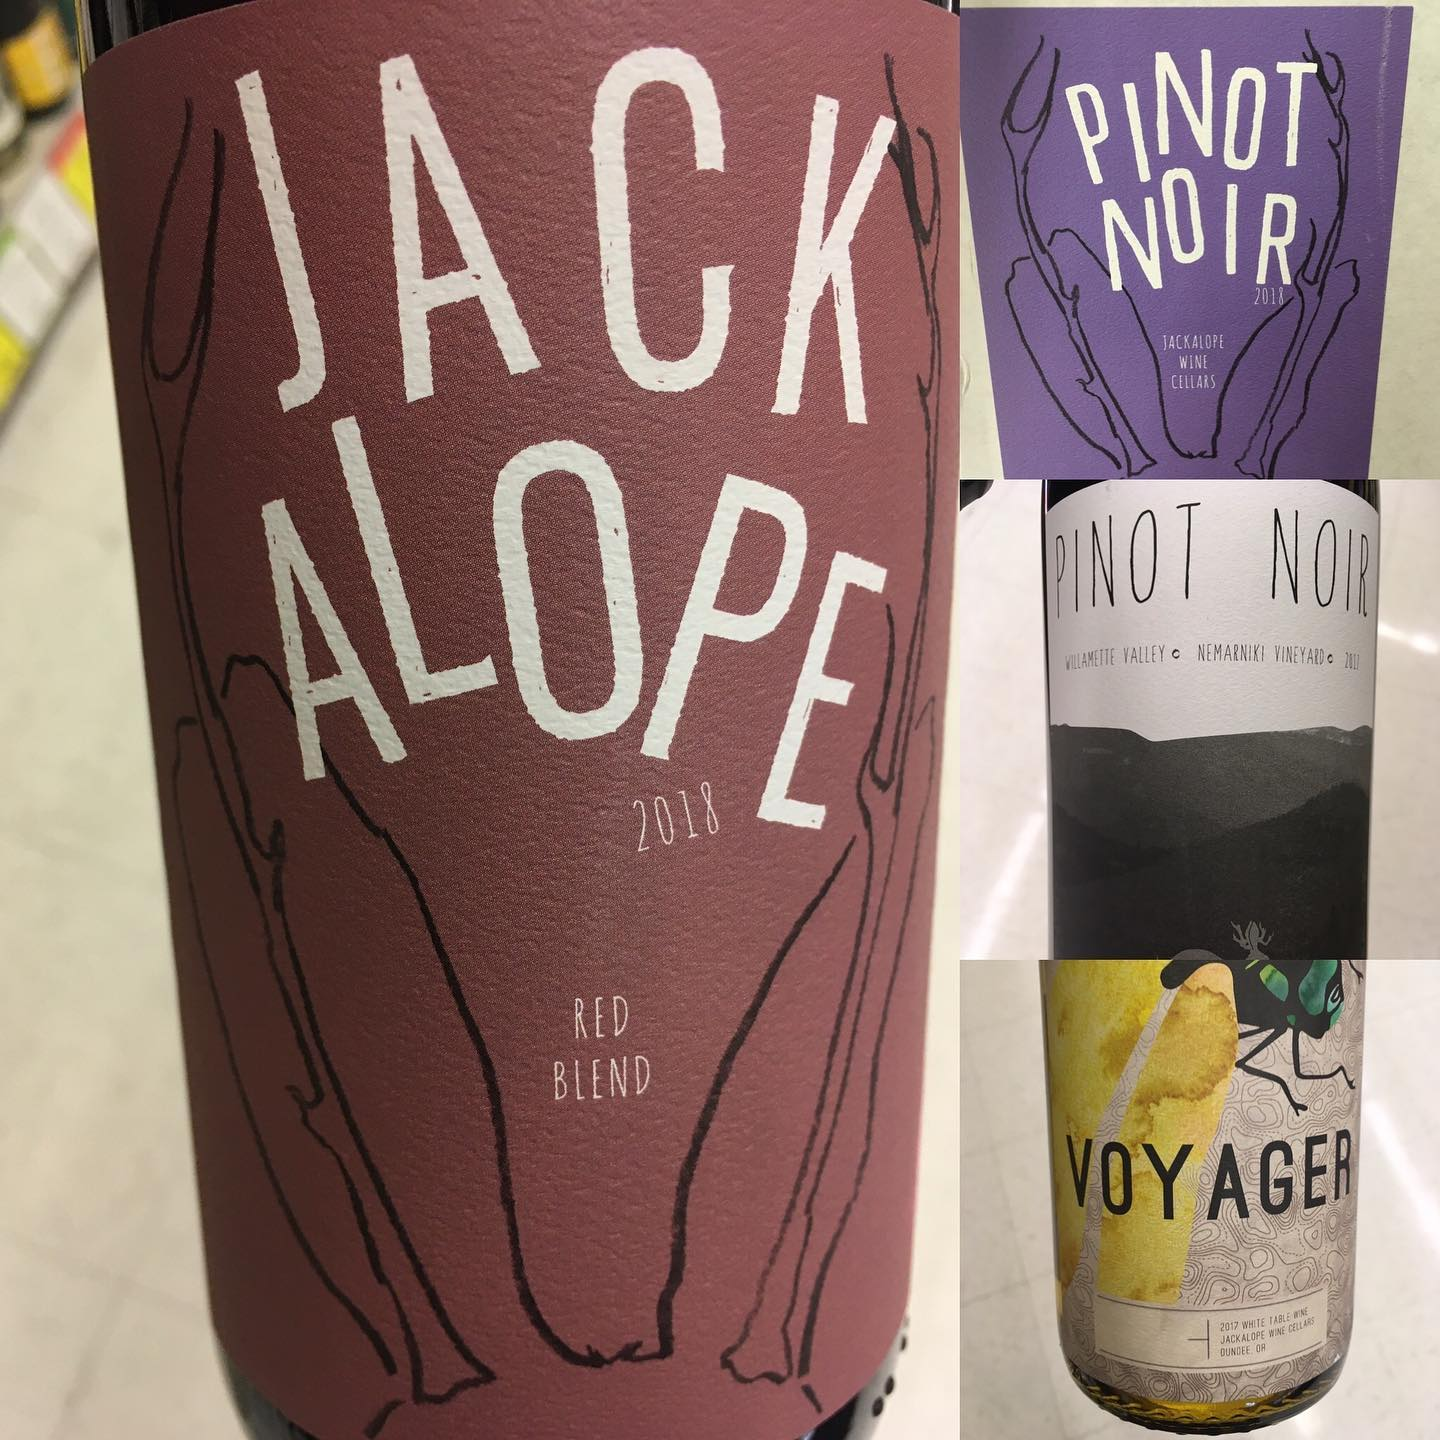 JACK
ALOPE
2018
RED
BLEND
PINOT
NOIR
2018
JACKALOPE
WINE
CELLARS
PINOT NOIR
WILLAMETTE VALLEY NEMARNIKI VINEYARD 2017
VOYAGER
2017 WHITE TABLE WINE
JACKALOPE WINE CELLARS
DUNDEE, OR